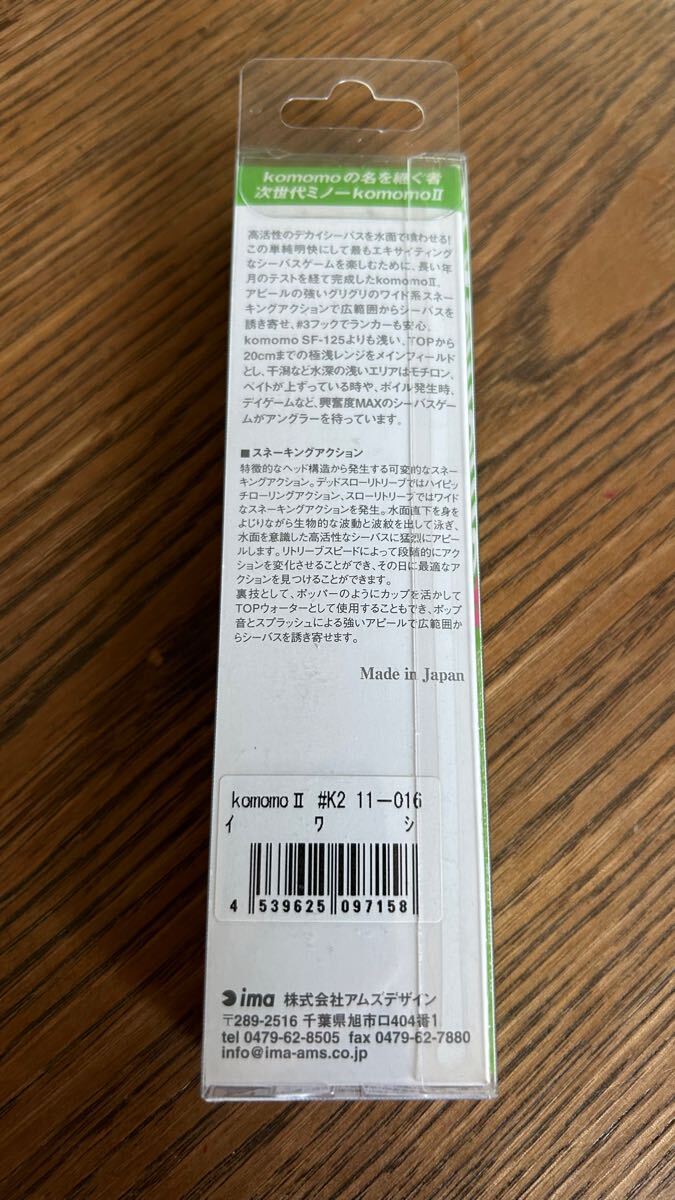 komomoの名を継ぐ者
次世代ミノーkomomoⅡ
高活性のデカイシーバスを水面で喰わせる!
この単純明快にして最もエキサイティング
なシーバスゲームを楽しむために、長い年
月のテストを経て完成したkomomoⅡ。
アピールの強いグリグリのワイド系スネー
キングアクションで広範囲からシーバスを
誘き寄せ、#3フックでランカーも安心。
komomo SF-125よりも浅い、TOPから
20cmまでの極浅レンジをメインフィールド
とし、干潟など水深の浅いエリアはモチロン、
ベイトが上ずっている時や、ボイル発生時、
デイゲームなど、興奮度MAXのシーバスゲー
ムがアングラーを待っています。
■スネーキングアクション
特徴的なヘッド構造から発生する可変的なスネー
キングアクション。デッドスローリトリーブではハイピッ
チローリングアクション、スローリトリーブではワイド
なスネーキングアクションを発生。水面直下を身を
よじりながら生物的な波動と波紋を出して泳ぎ、
水面を意識した高活性なシーバスに猛烈にアピー
ルします。リトリーブスピードによって段階的にアク
ションを変化させることができ、その日に最適なア
クションを見つけることができます。
裏技として、ポッパーのようにカップを活かして
TOPウォーターとして使用することもでき、ポップ
音とスプラッシュによる強いアピールで広範囲か
らシーバスを誘き寄せます。
Made in Japan
komomoⅡ #K2 11-016
イワシ
4 539625 097158
ima 株式会社アムズデザイン
〒289-2516 千葉県旭市ロ404番1
tel 0479-62-8505 fax 0479-62-7880
info@ima-ams.co.jp